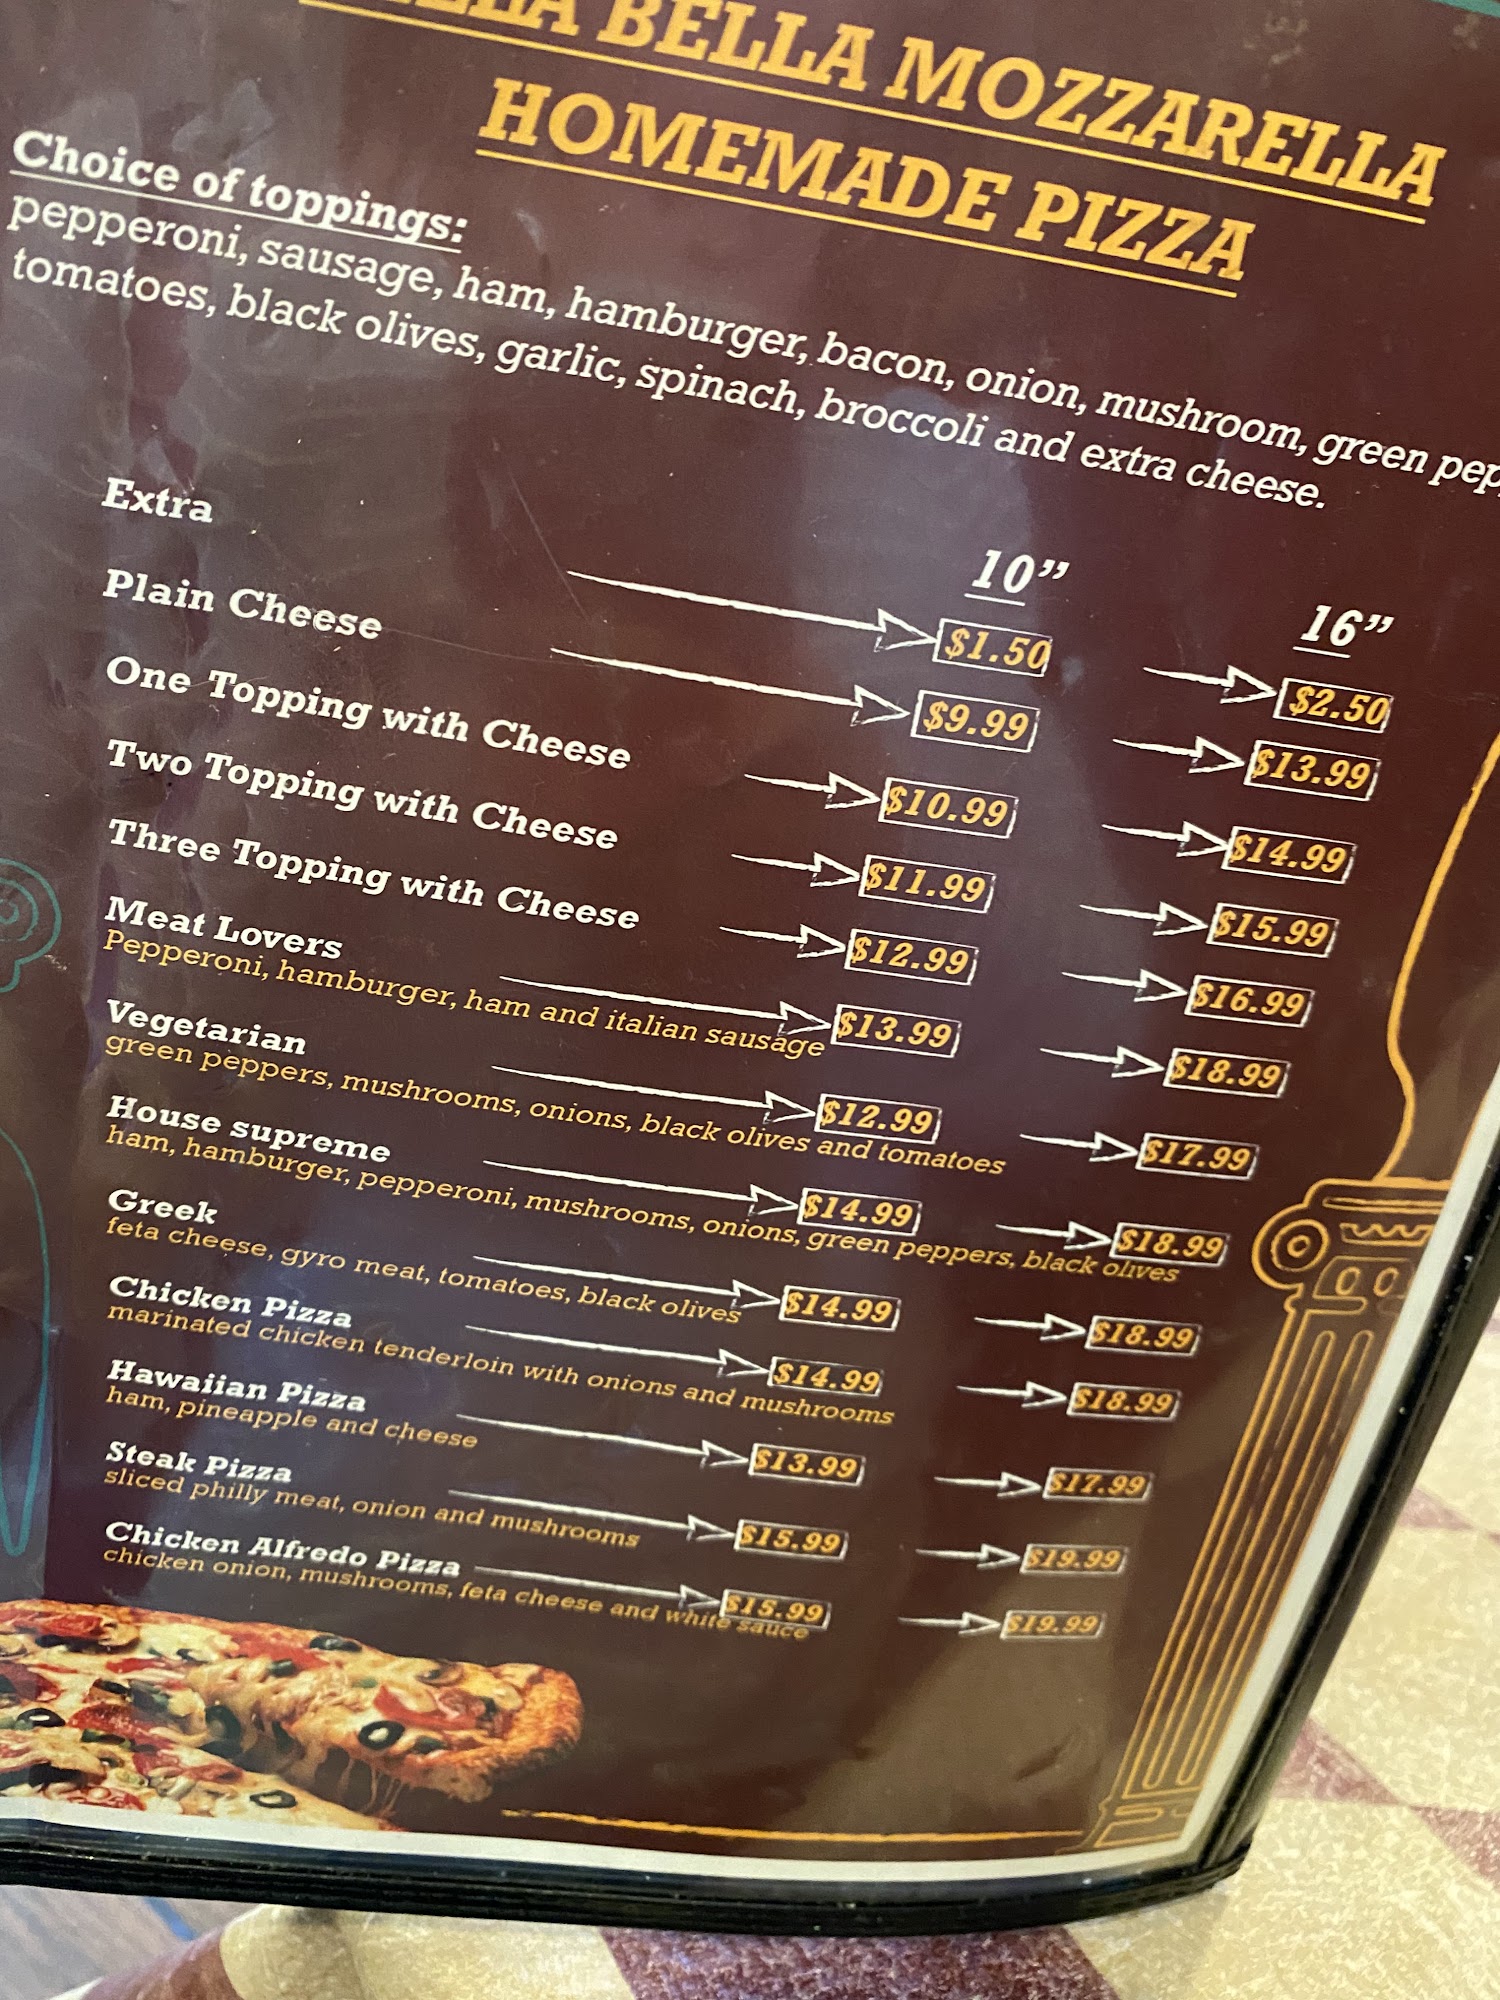 BELLA MOZZARELLA
HOMEMADE PIZZA
Choice of toppings:
pepperoni, sausage, ham, hamburger, bacon, onion, mushroom, green
tomatoes, black olives, garlic, spinach, broccoli and extra cheese.
10” 16”
Extra $1.50 $2.50
Plain Cheese $9.99 $13.99
One Topping with Cheese $10.99 $14.99
Two Topping with Cheese $11.99 $15.99
Three Topping with Cheese $12.99 $16.99
Meat Lovers $13.99 $18.99
Pepperoni, hamburger, ham and italian sausage
Vegetarian $12.99 $17.99
green peppers, mushrooms, onions, black olives and tomatoes
House supreme $14.99 $18.99
ham, hamburger, pepperoni, mushrooms, onions, green peppers, black olives
Greek $14.99 $18.99
feta cheese, gyro meat, tomatoes, black olives
Chicken Pizza $14.99 $18.99
marinated chicken tenderloin with onions and mushrooms
Hawaiian Pizza $13.99 $17.99
ham, pineapple and cheese
Steak Pizza $15.99 $19.99
sliced philly meat, onion and mushrooms
Chicken Alfredo Pizza $15.99 $19.99
chicken onion, mushrooms, feta cheese and white sauce